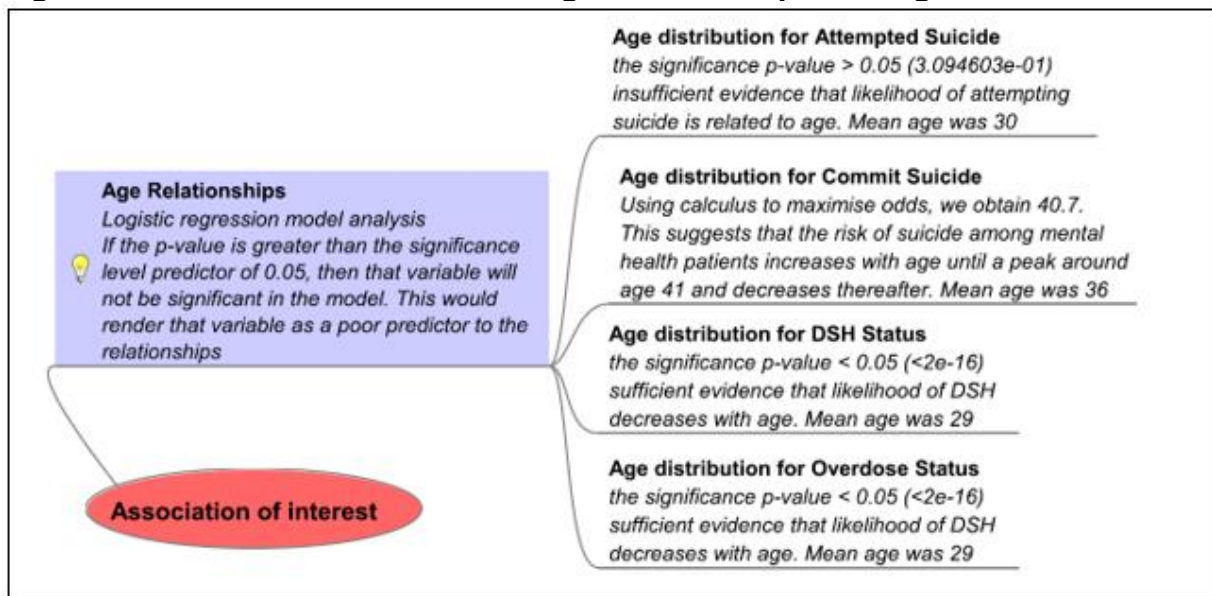 Age Relationships
Logistic regression model analysis
If the p-value is greater than the significance
level predictor of 0.05, then that variable will
not be significant in the model. This would
render that variable as a poor predictor to the
relationships
Association of interest
Age distribution for Attempted Suicide
the significance p-value > 0.05 (3.094603e-01)
insufficient evidence that likelihood of attempting
suicide is related to age. Mean age was 30
Age distribution for Commit Suicide
Using calculus to maximise odds, we obtain 40.7.
This suggests that the risk of suicide among mental
health patients increases with age until a peak around
age 41 and decreases thereafter. Mean age was 36
Age distribution for DSH Status
the significance p-value < 0.05 (<2e-16)
sufficient evidence that likelihood of DSH
decreases with age. Mean age was 29
Age distribution for Overdose Status
the significance p-value < 0.05 (<2e-16)
sufficient evidence that likelihood of DSH
decreases with age. Mean age was 29